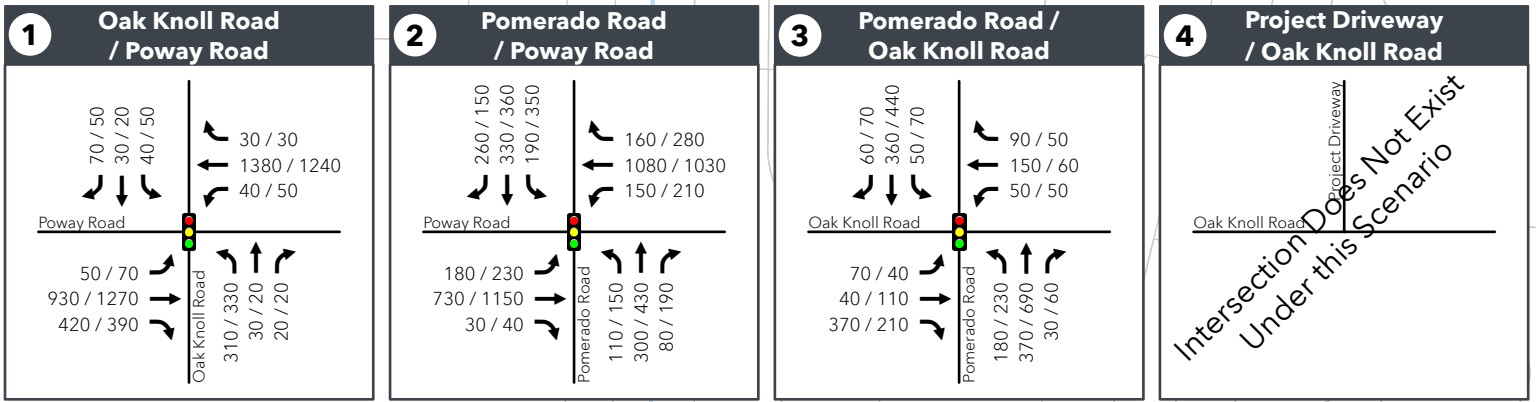 1
Oak Knoll Road
/ Poway Road
70 / 50
30 / 20
40 / 50
30 / 30
1380 / 1240
40 / 50
Poway Road
50 / 70
930 / 1270
420 / 390
Oak Knoll Road
310 / 330
30 / 20
20 / 20
2
Pomerado Road
/ Poway Road
260 / 150
330 / 360
190 / 350
160 / 280
1080 / 1030
150 / 210
Poway Road
180 / 230
730 / 1150
30 / 40
Pomerado Road
110 / 150
300 / 430
80 / 190
3
Pomerado Road /
Oak Knoll Road
60 / 70
360 / 440
50 / 70
90 / 50
150 / 60
50 / 50
Oak Knoll Road
70 / 40
40 / 110
370 / 210
Pomerado Road
180 / 230
370 / 690
30 / 60
4
Project Driveway
/ Oak Knoll Road
Project Driveway
Oak Knoll Road
Intersection Does Not Exist
Under this Scenario